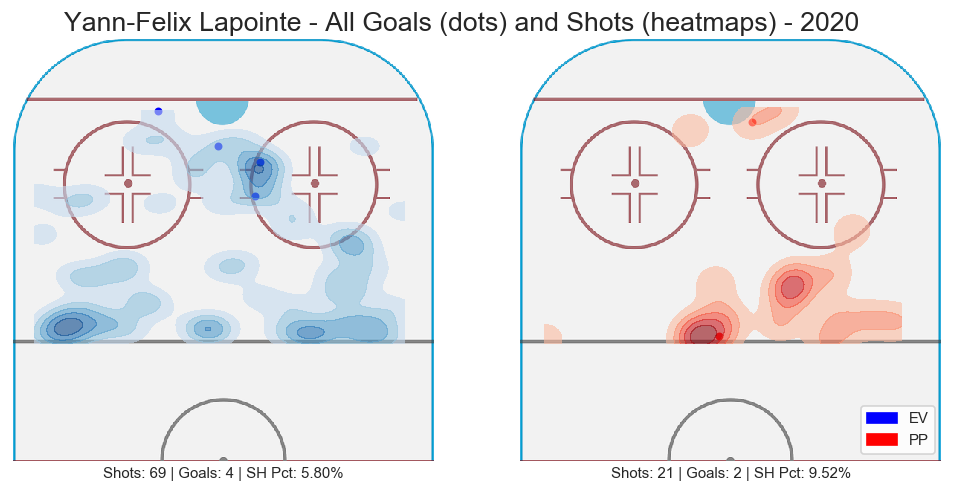 Yann-Felix Lapointe - All Goals (dots) and Shots (heatmaps) - 2020
EV
PP
Shots: 69 | Goals: 4 | SH Pct: 5.80%
Shots: 21 | Goals: 2 | SH Pct: 9.52%